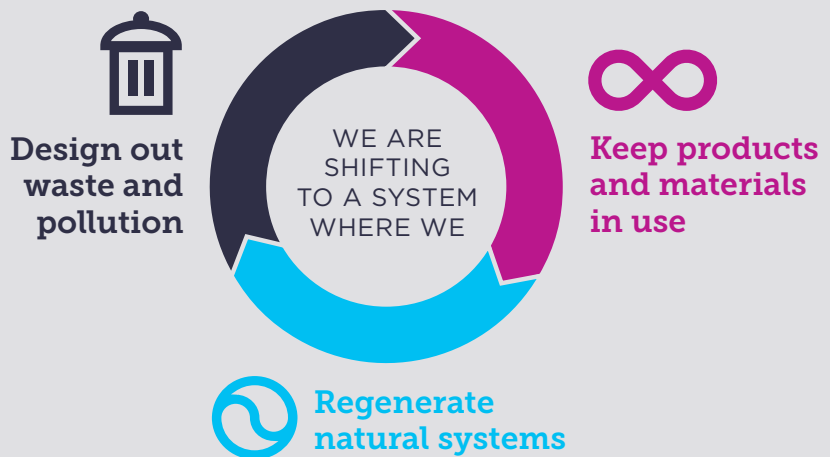 WE ARE
SHIFTING
TO A SYSTEM
WHERE WE
Design out
waste and
pollution
Keep products
and materials
in use
Regenerate
natural systems